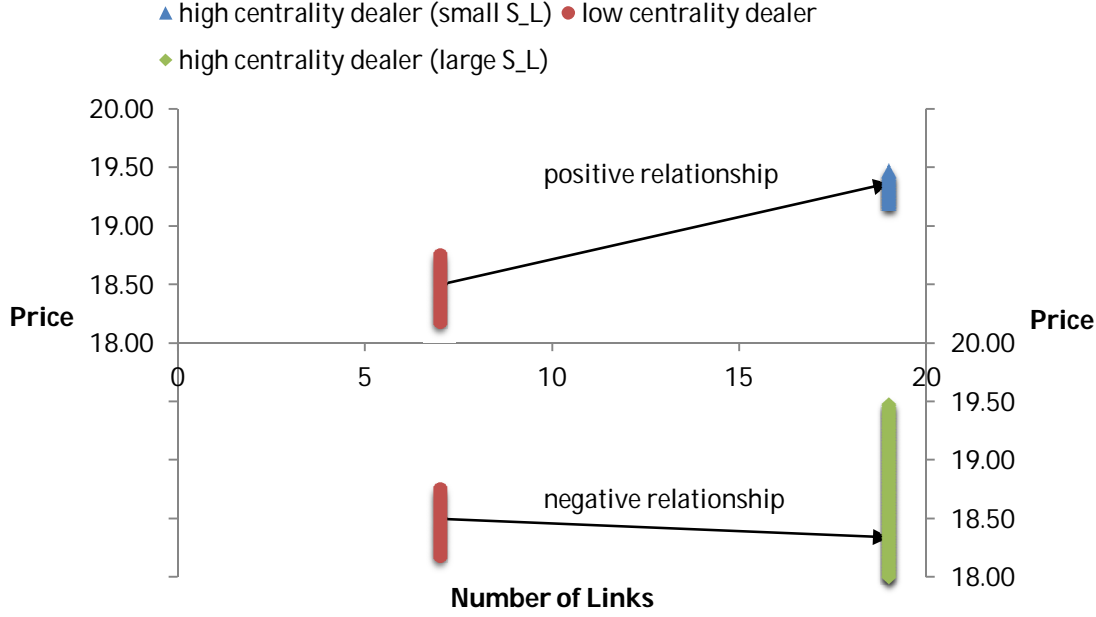 high centrality dealer (small S_L) low centrality dealer
high centrality dealer (large S_L)
20.00
19.50
positive relationship
19.00
18.50
Price
Price
18.00
20.00
0 5 10 15 20
19.50
19.00
negative relationship
18.50
18.00
Number of Links